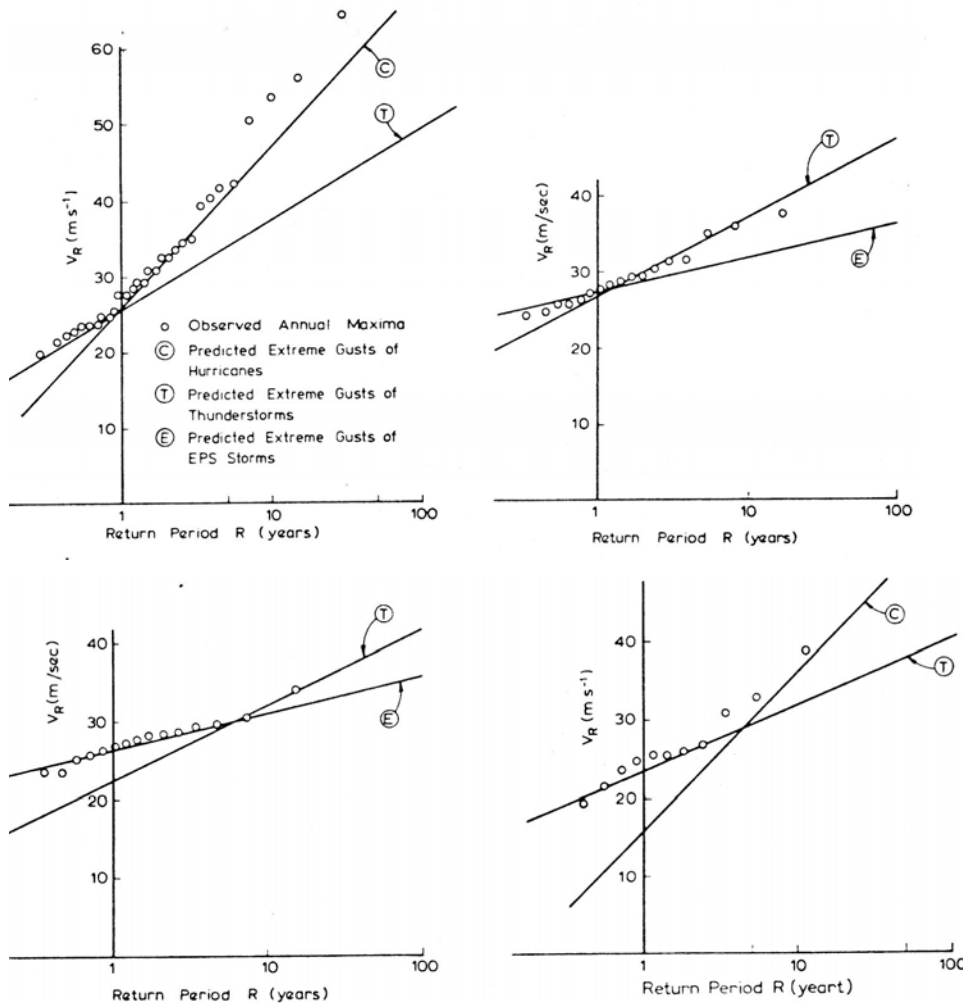 60
C
T
50
V_R (m s⁻¹)
40
30
20
○ Observed Annual Maxima
C Predicted Extreme Gusts of
Hurricanes
T Predicted Extreme Gusts of
Thunderstorms
E Predicted Extreme Gusts of
EPS Storms
10
1 10 100
Return Period R (years)
T
40
V_R (m/sec)
30
E
20
10
1 10 100
Return Period R (years)
T
40
V_R (m/sec)
30
E
20
10
1 10 100
Return Period R (years)
C
40
T
V_R (m s⁻¹)
30
20
10
1 10 100
Return Period R (yeart)